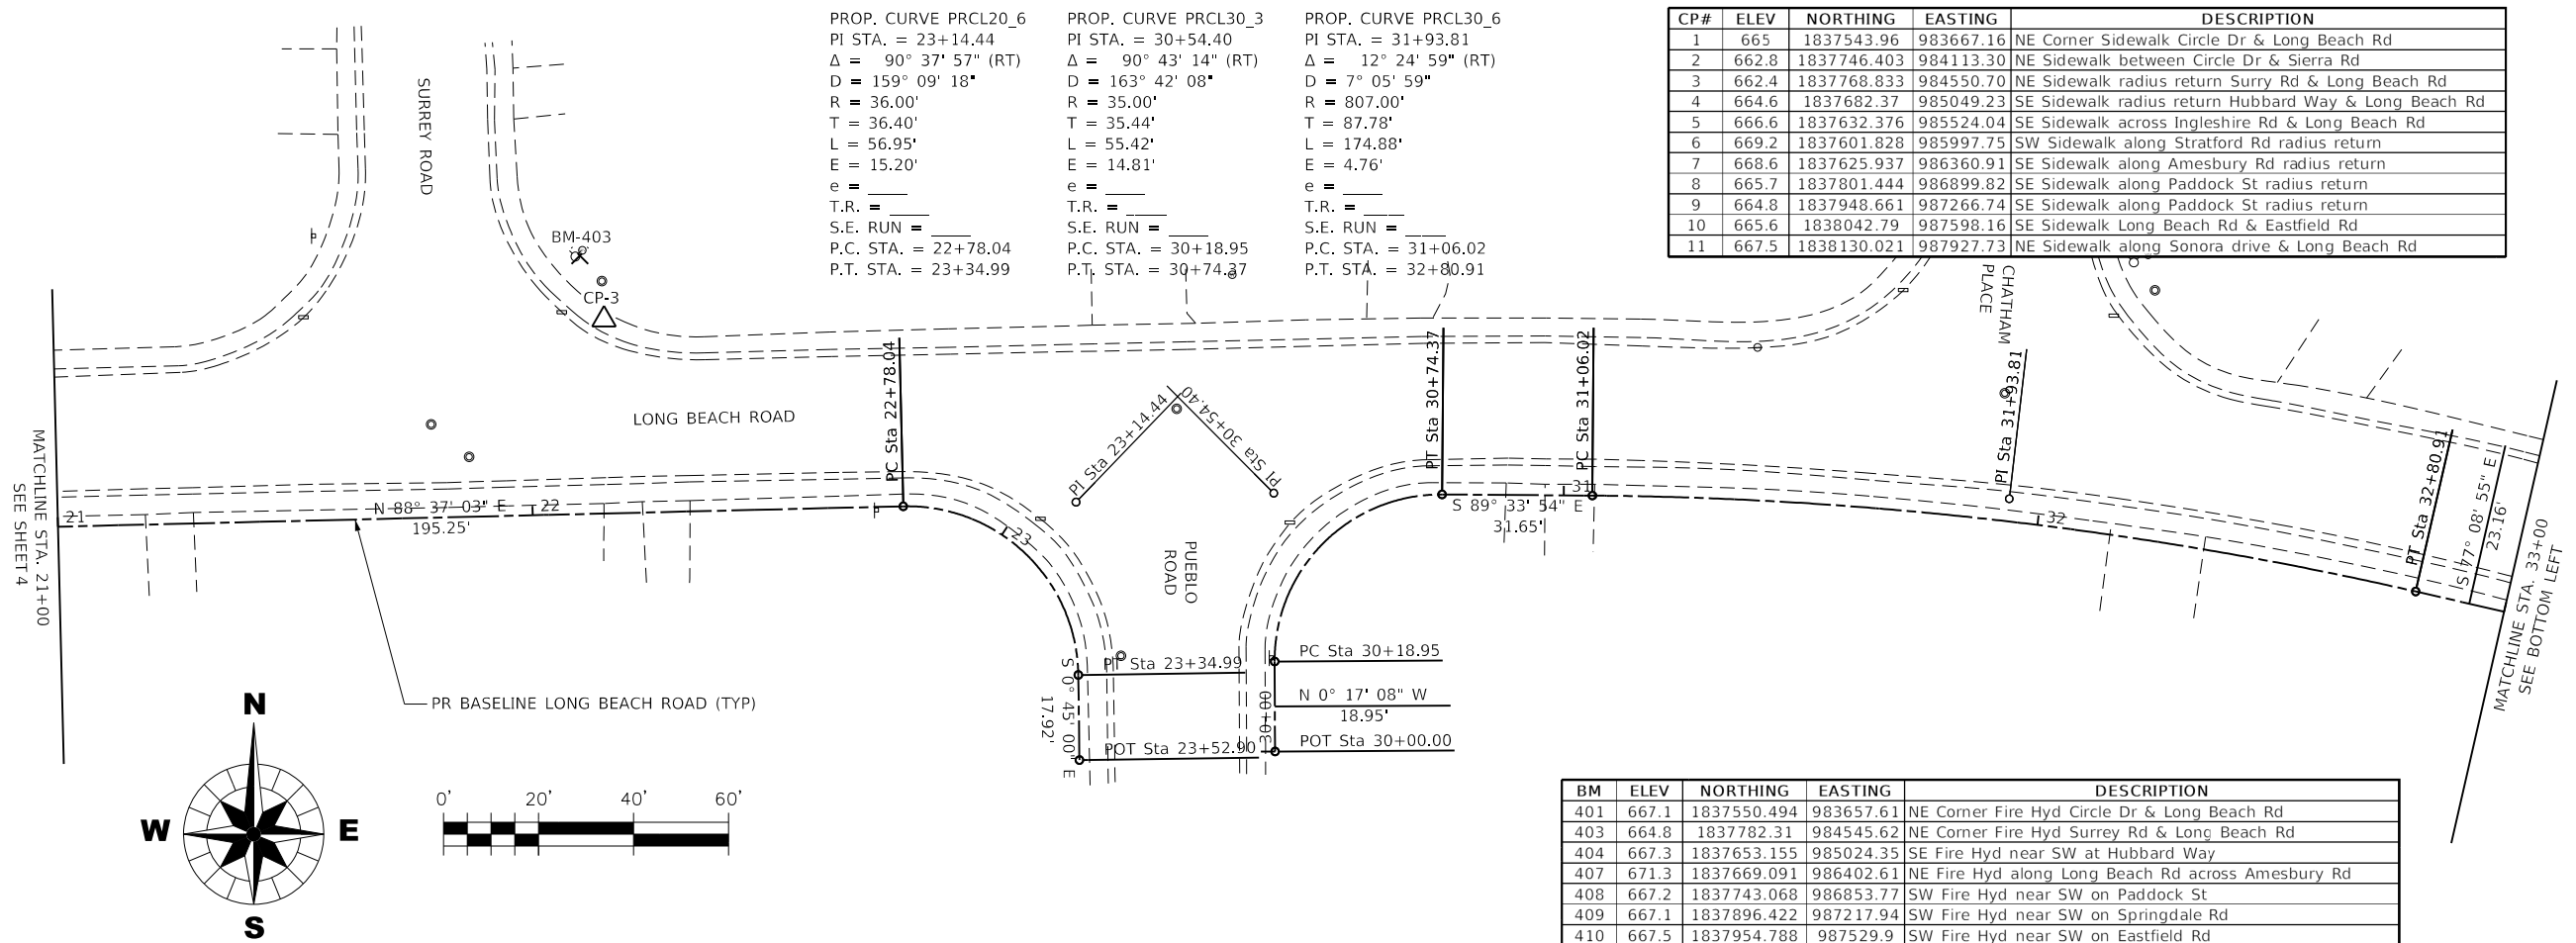 PROP. CURVE PRCL20_6
PI STA. = 23+14.44
Δ = 90° 37' 57" (RT)
D = 159° 09' 18"
R = 36.00'
T = 36.40'
L = 56.95'
E = 15.20'
e = ____
T.R. = ____
S.E. RUN = ____
P.C. STA. = 22+78.04
P.T. STA. = 23+34.99
PROP. CURVE PRCL30_3
PI STA. = 30+54.40
Δ = 90° 43' 14" (RT)
D = 163° 42' 08"
R = 35.00'
T = 35.44'
L = 55.42'
E = 14.81'
e = ____
T.R. = ____
S.E. RUN = ____
P.C. STA. = 30+18.95
P.T. STA. = 30+74.37
PROP. CURVE PRCL30_6
PI STA. = 31+93.81
Δ = 12° 24' 59" (RT)
D = 7° 05' 59"
R = 807.00'
T = 87.78'
L = 174.88'
E = 4.76'
e = ____
T.R. = ____
S.E. RUN = ____
P.C. STA. = 31+06.02
P.T. STA. = 32+80.91
CP# ELEV NORTHING EASTING DESCRIPTION
1 665 1837543.96 983667.16 NE Corner Sidewalk Circle Dr & Long Beach Rd
2 662.8 1837746.403 984113.30 NE Sidewalk between Circle Dr & Sierra Rd
3 662.4 1837768.833 984550.70 NE Sidewalk radius return Surry Rd & Long Beach Rd
4 664.6 1837682.37 985049.23 SE Sidewalk radius return Hubbard Way & Long Beach Rd
5 666.6 1837632.376 985524.04 SE Sidewalk across Ingleshire Rd & Long Beach Rd
6 669.2 1837601.828 985997.75 SW Sidewalk along Stratford Rd radius return
7 668.6 1837625.937 986360.91 SE Sidewalk along Amesbury Rd radius return
8 665.7 1837801.444 986899.82 SE Sidewalk along Paddock St radius return
9 664.8 1837948.661 987266.74 SE Sidewalk along Paddock St radius return
10 665.6 1838042.79 987598.16 SE Sidewalk Long Beach Rd & Eastfield Rd
11 667.5 1838130.021 987927.73 NE Sidewalk along Sonora drive & Long Beach Rd
SURREY ROAD
BM-403
CP-3
CHATHAM
PLACE
LONG BEACH ROAD
PC Sta 22+78.04
PI Sta 23+14.44
PI Sta 30+54.40
PT Sta 30+74.37
PC Sta 31+06.02
PI Sta 31+93.81
PT Sta 32+80.91
S 77° 08' 55" E
23.16'
MATCHLINE STA. 21+00
SEE SHEET 4
21
N 88° 37' 03" E
195.25'
22
23
PUEBLO
ROAD
S 89° 33' 54" E
31.65'
31
32
MATCHLINE STA. 33+00
SEE BOTTOM LEFT
PT Sta 23+34.99
S 0° 45' 00" E
17.92'
POT Sta 23+52.90
PC Sta 30+18.95
N 0° 17' 08" W
18.95'
30+00
POT Sta 30+00.00
PR BASELINE LONG BEACH ROAD (TYP)
N
W
E
S
0' 20' 40' 60'
BM ELEV NORTHING EASTING DESCRIPTION
401 667.1 1837550.494 983657.61 NE Corner Fire Hyd Circle Dr & Long Beach Rd
403 664.8 1837782.31 984545.62 NE Corner Fire Hyd Surrey Rd & Long Beach Rd
404 667.3 1837653.155 985024.35 SE Fire Hyd near SW at Hubbard Way
407 671.3 1837669.091 986402.61 NE Fire Hyd along Long Beach Rd across Amesbury Rd
408 667.2 1837743.068 986853.77 SW Fire Hyd near SW on Paddock St
409 667.1 1837896.422 987217.94 SW Fire Hyd near SW on Springdale Rd
410 667.5 1837954.788 987529.9 SW Fire Hyd near SW on Eastfield Rd